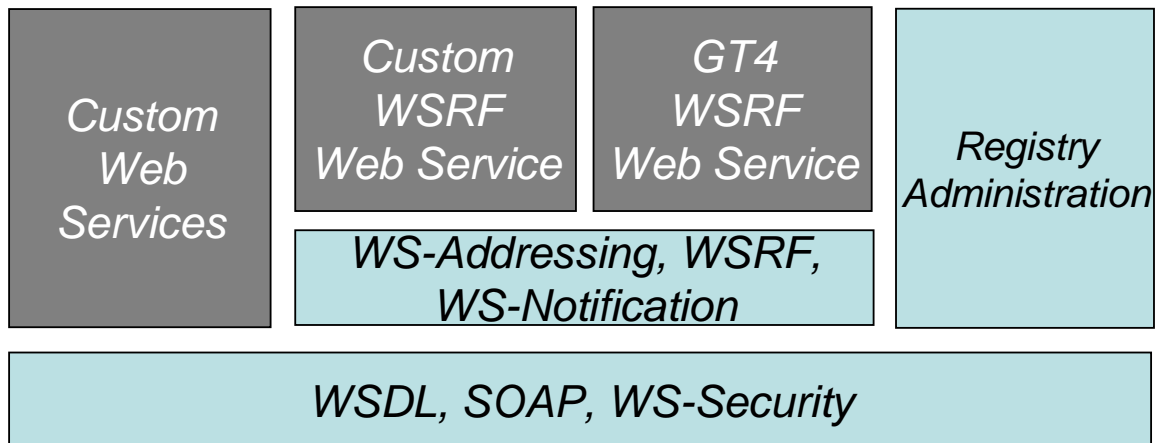 Custom
Web
Services
Custom
WSRF
Web Service
GT4
WSRF
Web Service
Registry
Administration
WS-Addressing, WSRF,
WS-Notification
WSDL, SOAP, WS-Security